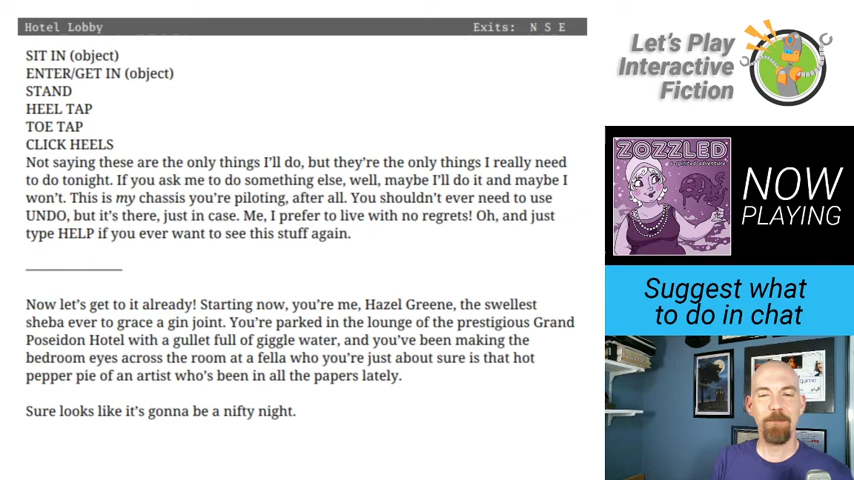 Hotel Lobby Exits: N S E
SIT IN (object)
ENTER/GET IN (object)
STAND
HEEL TAP
TOE TAP
CLICK HEELS
Not saying these are the only things I'll do, but they're the only things I really need
to do tonight. If you ask me to do something else, well, maybe I'll do it and maybe I
won't. This is my chassis you're piloting, after all. You shouldn't ever need to use
UNDO, but it's there, just in case. Me, I prefer to live with no regrets! Oh, and just
type HELP if you ever want to see this stuff again.
Now let's get to it already! Starting now, you're me, Hazel Greene, the swellest
sheba ever to grace a gin joint. You're parked in the lounge of the prestigious Grand
Poseidon Hotel with a gullet full of giggle water, and you've been making the
bedroom eyes across the room at a fella who you're just about sure is that hot
pepper pie of an artist who's been in all the papers lately.
Sure looks like it's gonna be a nifty night.
Let's Play
Interactive
Fiction
ZOZZLED
a spirited adventure
NOW
PLAYING
Suggest what
to do in chat